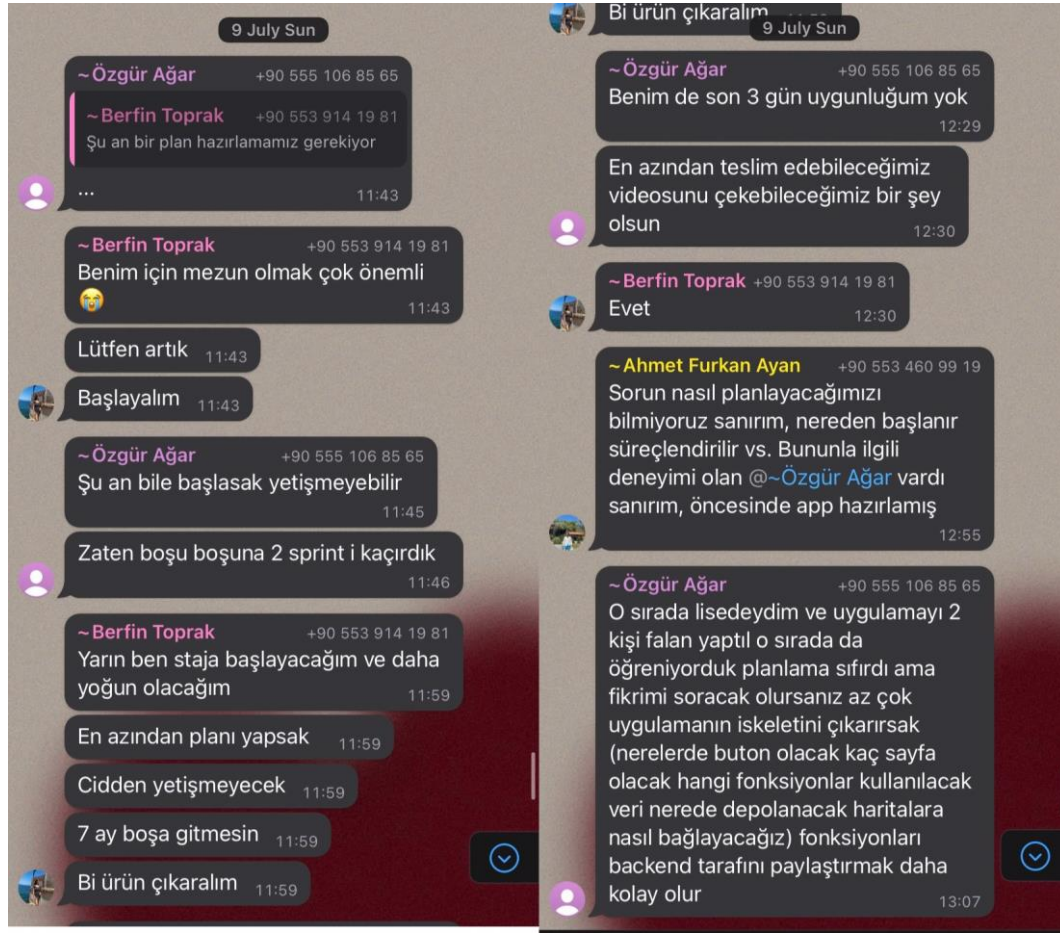 9 July Sun
~Özgür Ağar +90 555 106 85 65
~Berfin Toprak +90 553 914 19 81
Şu an bir plan hazırlamamız gerekiyor
... 11:43
~Berfin Toprak +90 553 914 19 81
Benim için mezun olmak çok önemli
😭 11:43
Lütfen artık 11:43
Başlayalım 11:43
~Özgür Ağar +90 555 106 85 65
Şu an bile başlasak yetişmeyebilir
11:45
Zaten boşu boşuna 2 sprint i kaçırdık
11:46
~Berfin Toprak +90 553 914 19 81
Yarın ben staja başlayacağım ve daha
yoğun olacağım 11:59
En azından planı yapsak 11:59
Cidden yetişmeyecek 11:59
7 ay boşa gitmesin 11:59
Bi ürün çıkaralım 11:59
Bi ürün çıkaralım
9 July Sun
~Özgür Ağar +90 555 106 85 65
Benim de son 3 gün uygunluğum yok
12:29
En azından teslim edebileceğimiz
videosunu çekebileceğimiz bir şey
olsun 12:30
~Berfin Toprak +90 553 914 19 81
Evet 12:30
~Ahmet Furkan Ayan +90 553 460 99 19
Sorun nasıl planlayacağımızı
bilmiyoruz sanırım, nereden başlanır
süreçlendirilir vs. Bununla ilgili
deneyimi olan @~Özgür Ağar vardı
sanırım, öncesinde app hazırlamış
12:55
~Özgür Ağar +90 555 106 85 65
O sırada lisedeydim ve uygulamayı 2
kişi falan yaptıl o sırada da
öğreniyorduk planlama sıfırdı ama
fikrimi soracak olursanız az çok
uygulamanın iskeletini çıkarırsak
(nerelerde buton olacak kaç sayfa
olacak hangi fonksiyonlar kullanılacak
veri nerede depolanacak haritalara
nasıl bağlayacağız) fonksiyonları
backend tarafını paylaştırmak daha
kolay olur 13:07